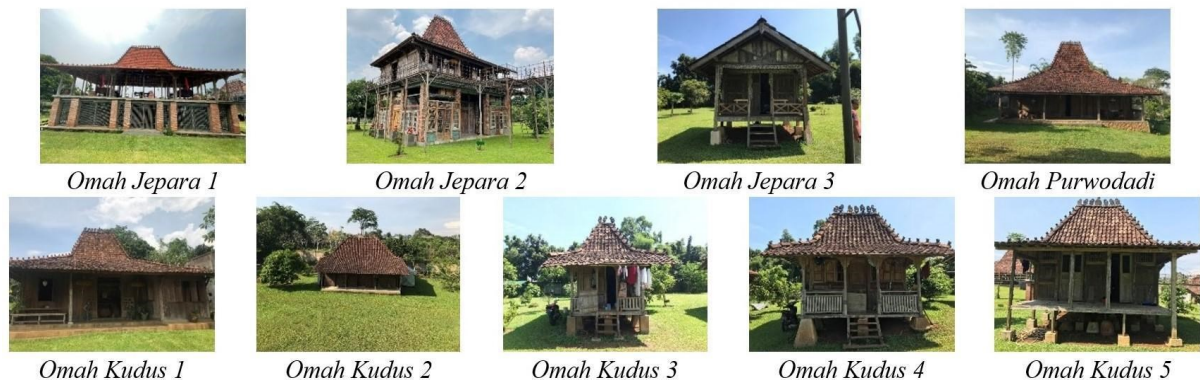 Omah Jepara 1
Omah Jepara 2
Omah Jepara 3
Omah Purwodadi
Omah Kudus 1
Omah Kudus 2
Omah Kudus 3
Omah Kudus 4
Omah Kudus 5